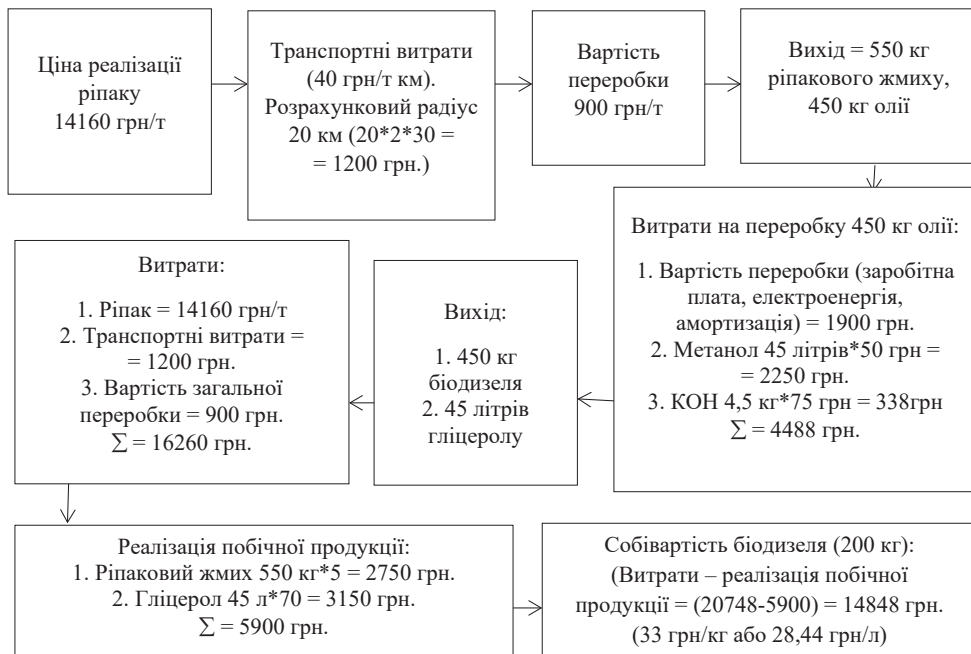 Ціна реалізації
ріпаку
14160 грн/т
Транспортні витрати
(40 грн/т км).
Розрахунковий радіус
20 км (20*2*30 =
= 1200 грн.)
Вартість
переробки
900 грн/т
Вихід = 550 кг
ріпакового жмиху,
450 кг олії
Витрати на переробку 450 кг олії:
1. Вартість переробки (заробітна
плата, електроенергія,
амортизація) = 1900 грн.
2. Метанол 45 літрів*50 грн =
= 2250 грн.
3. КОН 4,5 кг*75 грн = 338грн
∑ = 4488 грн.
Вихід:
1. 450 кг
біодизеля
2. 45 літрів
гліцеролу
Витрати:
1. Ріпак = 14160 грн/т
2. Транспортні витрати =
= 1200 грн.
3. Вартість загальної
переробки = 900 грн.
∑ = 16260 грн.
Реалізація побічної продукції:
1. Ріпаковий жмих 550 кг*5 = 2750 грн.
2. Гліцерол 45 л*70 = 3150 грн.
∑ = 5900 грн.
Собівартість біодизеля (200 кг):
(Витрати – реалізація побічної
продукції = (20748-5900) = 14848 грн.
(33 грн/кг або 28,44 грн/л)